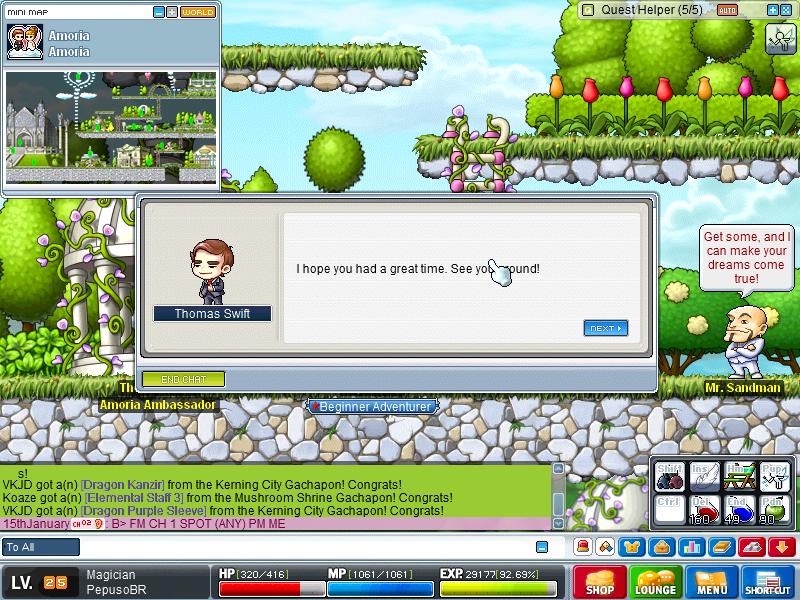 MINI MAP
WORLD
Amoria
Amoria
Quest Helper (5/5)
AUTO
Get some, and I
can make your
dreams come
true!
I hope you had a great time. See you around!
Thomas Swift
NEXT
END CHAT
Th
Mr. Sandman
Amoria Ambassador
Beginner Adventurer
s!
VKJD got a(n) [Dragon Kanzir] from the Kerning City Gachapon! Congrats!
Koaze got a(n) [Elemental Staff 3] from the Mushroom Shrine Gachapon! Congrats!
VKJD got a(n) [Dragon Purple Sleeve] from the Kerning City Gachapon! Congrats!
15thJanuary CH 02 : B> FM CH 1 SPOT (ANY) PM ME
Shift Ins Hm Pup
Ctrl Del End Pdn
160 49 90
To All
LV. 25
Magician
PepusoBR
HP[320/416]
MP[1061/1061]
EXP. 29177[92.69%]
SHOP
LOUNGE
MENU
SHORTCUT